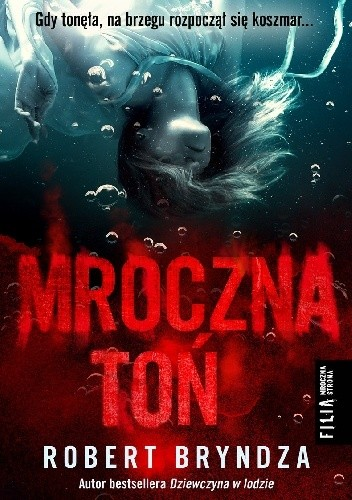 Gdy tonęła, na brzegu rozpoczął się koszmar...
MROCZNA
TOŃ
FILIA
MROCZNA
STRONA
ROBERT BRYNDZA
Autor bestsellera Dziewczyna w lodzie